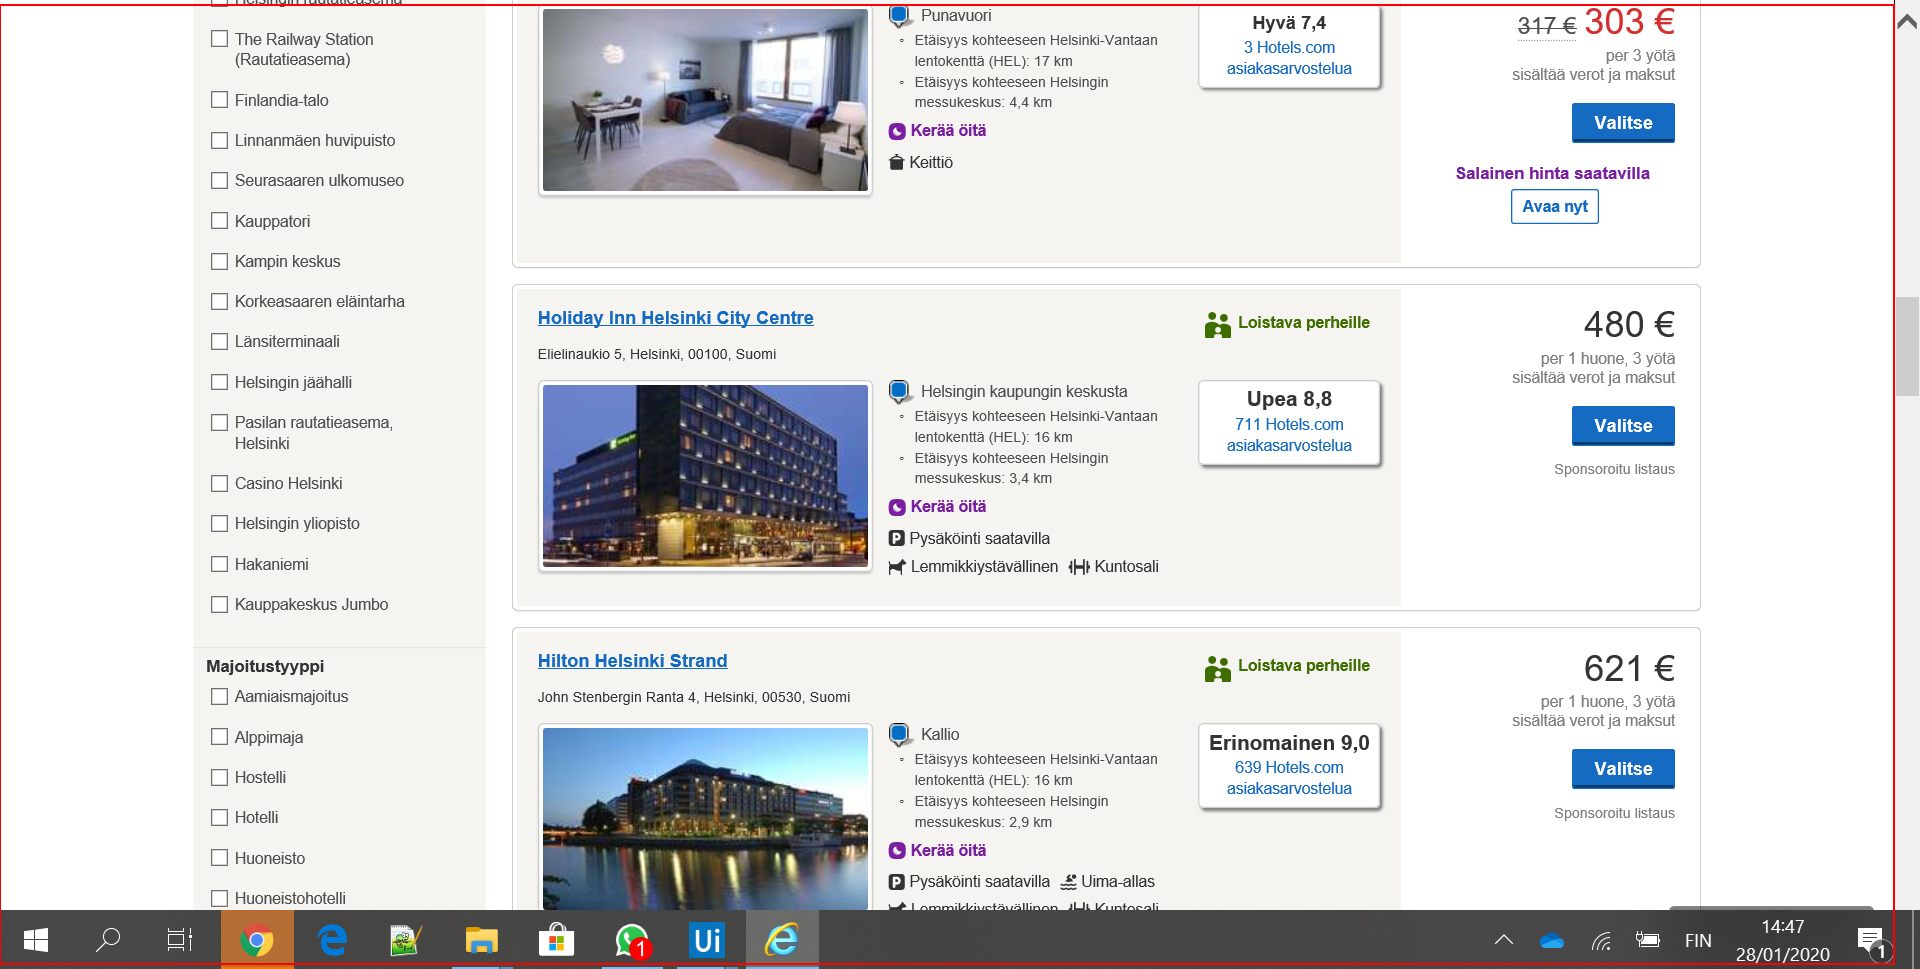 The Railway Station
(Rautatieasema)
Finlandia-talo
Linnanmäen huvipuisto
Seurasaaren ulkomuseo
Kauppatori
Kampin keskus
Korkeasaaren eläintarha
Länsiterminaali
Helsingin jäähalli
Pasilan rautatieasema,
Helsinki
Casino Helsinki
Helsingin yliopisto
Hakaniemi
Kauppakeskus Jumbo
Majoitustyyppi
Aamiaismajoitus
Alppimaja
Hostelli
Hotelli
Huoneisto
Huoneistohotelli
Punavuori
Etäisyys kohteeseen Helsinki-Vantaan
lentokenttä (HEL): 17 km
Etäisyys kohteeseen Helsingin
messukeskus: 4,4 km
Kerää öitä
Keittiö
Hyvä 7,4
3 Hotels.com
asiakasarvostelua
317 € 303 €
per 3 yötä
sisältää verot ja maksut
Valitse
Salainen hinta saatavilla
Avaa nyt
Holiday Inn Helsinki City Centre
Elielinaukio 5, Helsinki, 00100, Suomi
Loistava perheille
Helsingin kaupungin keskusta
Etäisyys kohteeseen Helsinki-Vantaan
lentokenttä (HEL): 16 km
Etäisyys kohteeseen Helsingin
messukeskus: 3,4 km
Kerää öitä
Pysäköinti saatavilla
Lemmikkiystävällinen Kuntosali
Upea 8,8
711 Hotels.com
asiakasarvostelua
480 €
per 1 huone, 3 yötä
sisältää verot ja maksut
Valitse
Sponsoroitu listaus
Hilton Helsinki Strand
John Stenbergin Ranta 4, Helsinki, 00530, Suomi
Loistava perheille
Kallio
Etäisyys kohteeseen Helsinki-Vantaan
lentokenttä (HEL): 16 km
Etäisyys kohteeseen Helsingin
messukeskus: 2,9 km
Kerää öitä
Pysäköinti saatavilla Uima-allas
Lemmikkiystävällinen Kuntosali
Erinomainen 9,0
639 Hotels.com
asiakasarvostelua
621 €
per 1 huone, 3 yötä
sisältää verot ja maksut
Valitse
Sponsoroitu listaus
1
Ui
FIN
14:47
28/01/2020
1